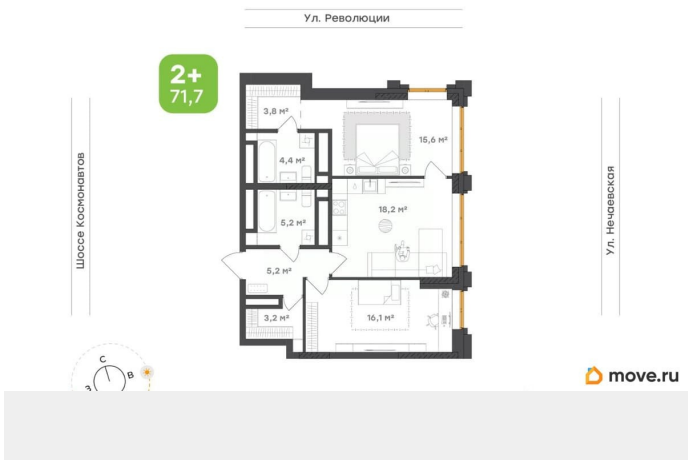 Ул. Революции
2+
71,7
3,8 м²
15,6 м²
4,4 м²
Шоссе Космонавтов
Ул. Нечаевская
5,2 м²
18,2 м²
5,2 м²
3,2 м²
16,1 м²
С
В
З
move.ru